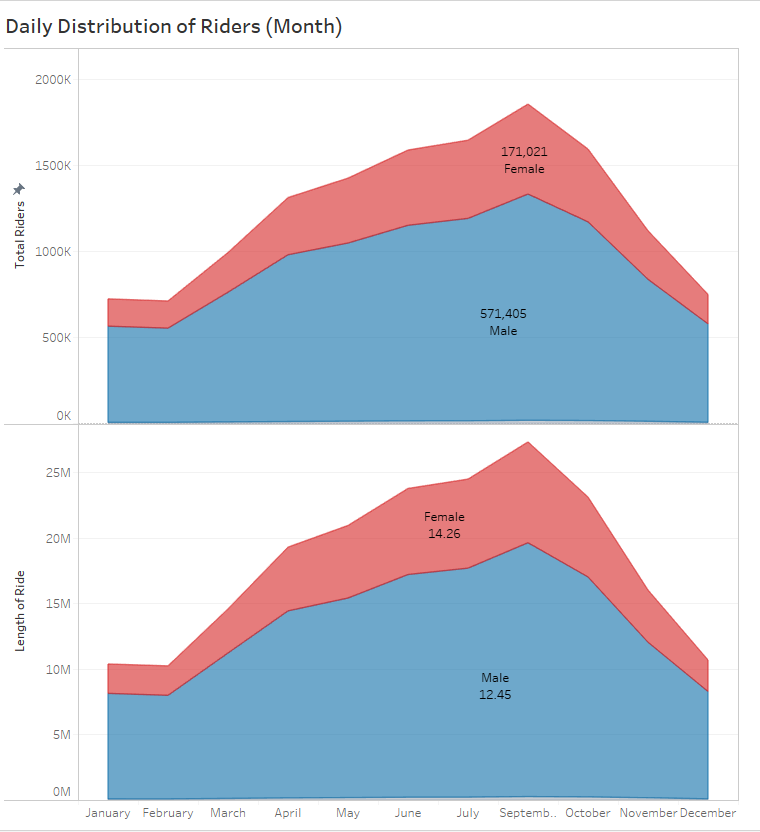 Daily Distribution of Riders (Month)
Total Riders
2000K
1500K
1000K
500K
0K
171,021
Female
571,405
Male
Length of Ride
25M
20M
15M
10M
5M
0M
Female
14.26
Male
12.45
January February March April May June July Septemb.. October November December